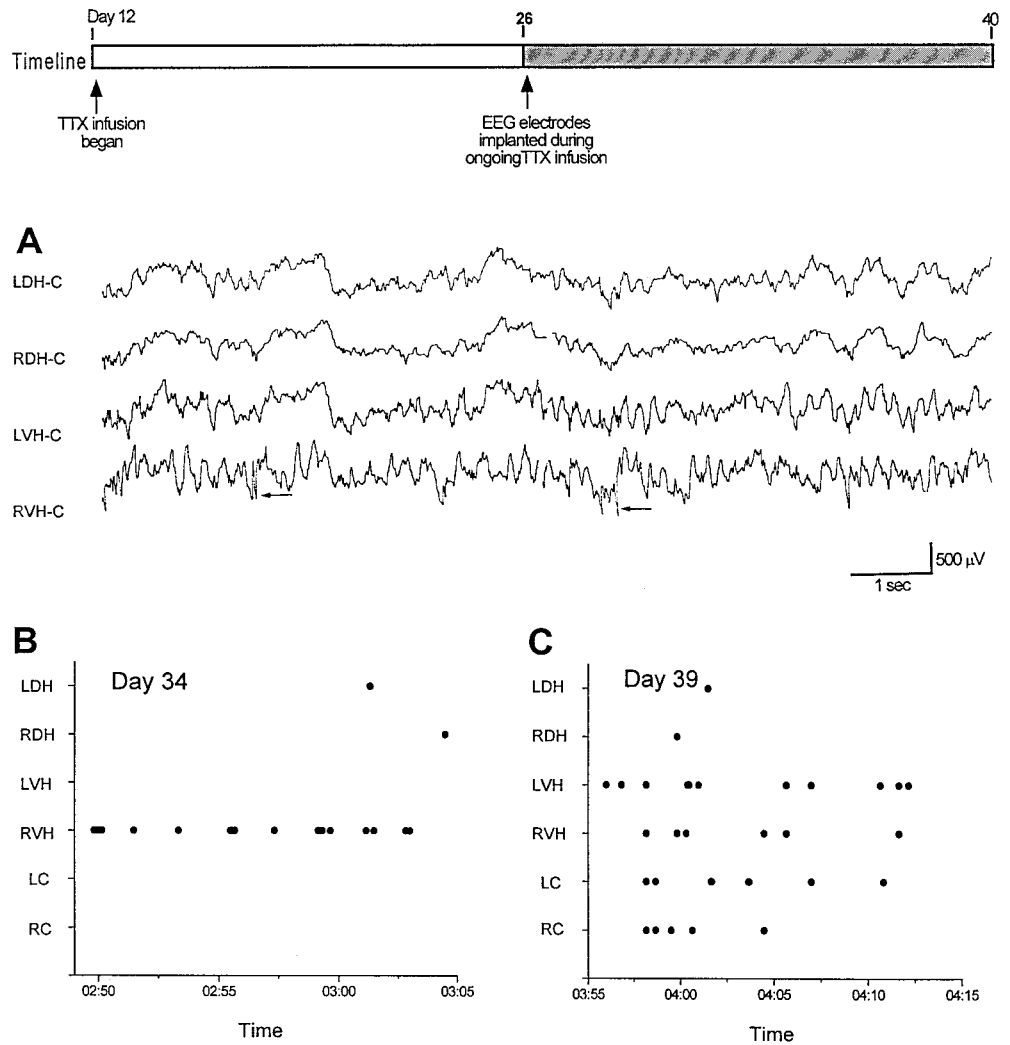 Day 12
26
40
Timeline
TTX infusion
began
EEG electrodes
implanted during
ongoingTTX infusion
A
LDH-C
RDH-C
LVH-C
RVH-C
500 µV
1 sec
B
Day 34
LDH
RDH
LVH
RVH
LC
RC
02:50
02:55
03:00
03:05
Time
C
Day 39
LDH
RDH
LVH
RVH
LC
RC
03:55
04:00
04:05
04:10
04:15
Time